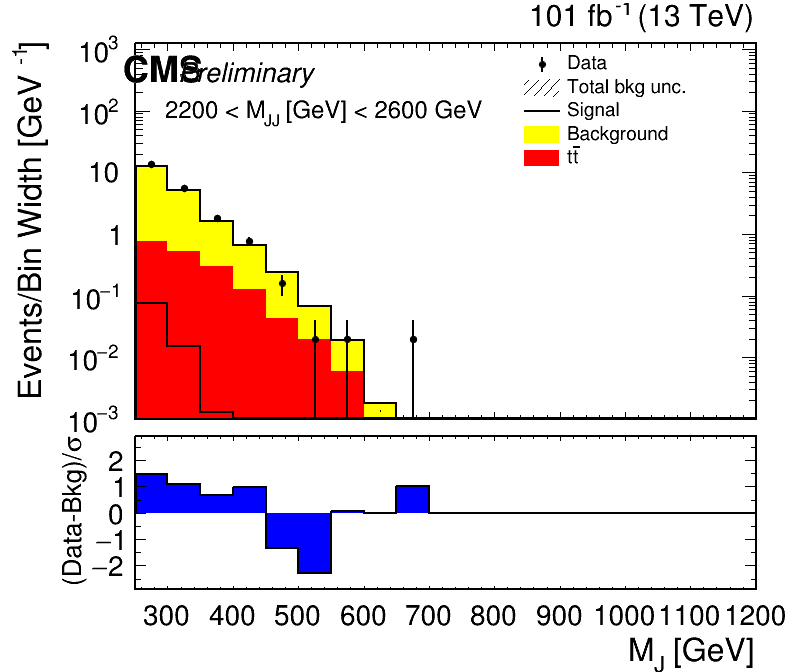 101 fb⁻¹ (13 TeV)
CMS Preliminary
2200 < M_JJ [GeV] < 2600 GeV
Data
Total bkg unc.
Signal
Background
tt̄
Events/Bin Width [GeV⁻¹]
10³
10²
10
1
10⁻¹
10⁻²
10⁻³
(Data-Bkg)/σ
2
1
0
−1
−2
300 400 500 600 700 800 900 1000 1100 1200
M_J [GeV]